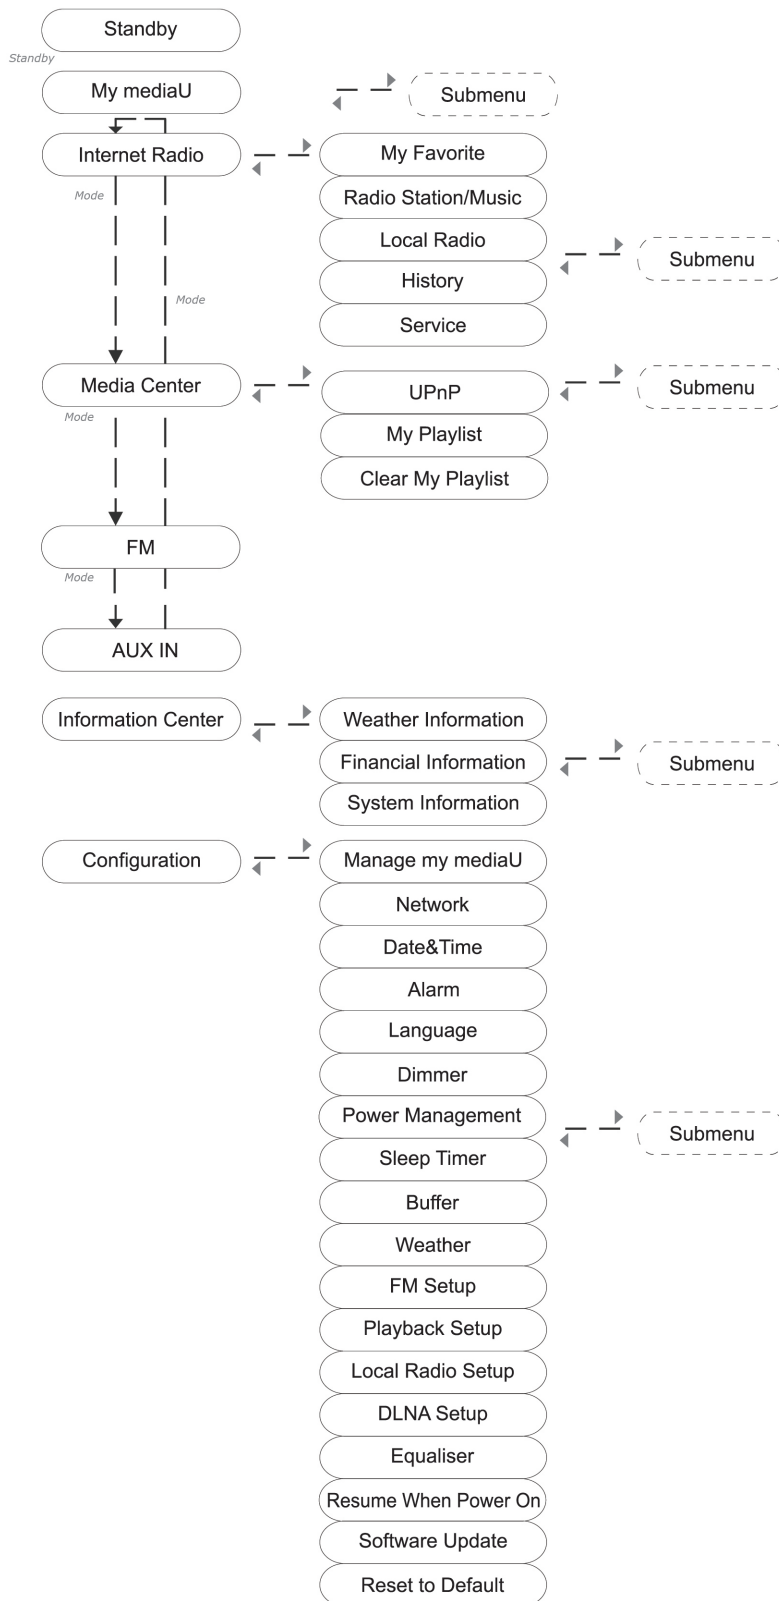 Standby
Standby
My mediaU
Submenu
Internet Radio
My Favorite
Mode
Radio Station/Music
Local Radio
Submenu
History
Mode
Service
Media Center
UPnP
Submenu
Mode
My Playlist
Clear My Playlist
FM
Mode
AUX IN
Information Center
Weather Information
Financial Information
Submenu
System Information
Configuration
Manage my mediaU
Network
Date&Time
Alarm
Language
Dimmer
Power Management
Submenu
Sleep Timer
Buffer
Weather
FM Setup
Playback Setup
Local Radio Setup
DLNA Setup
Equaliser
Resume When Power On
Software Update
Reset to Default